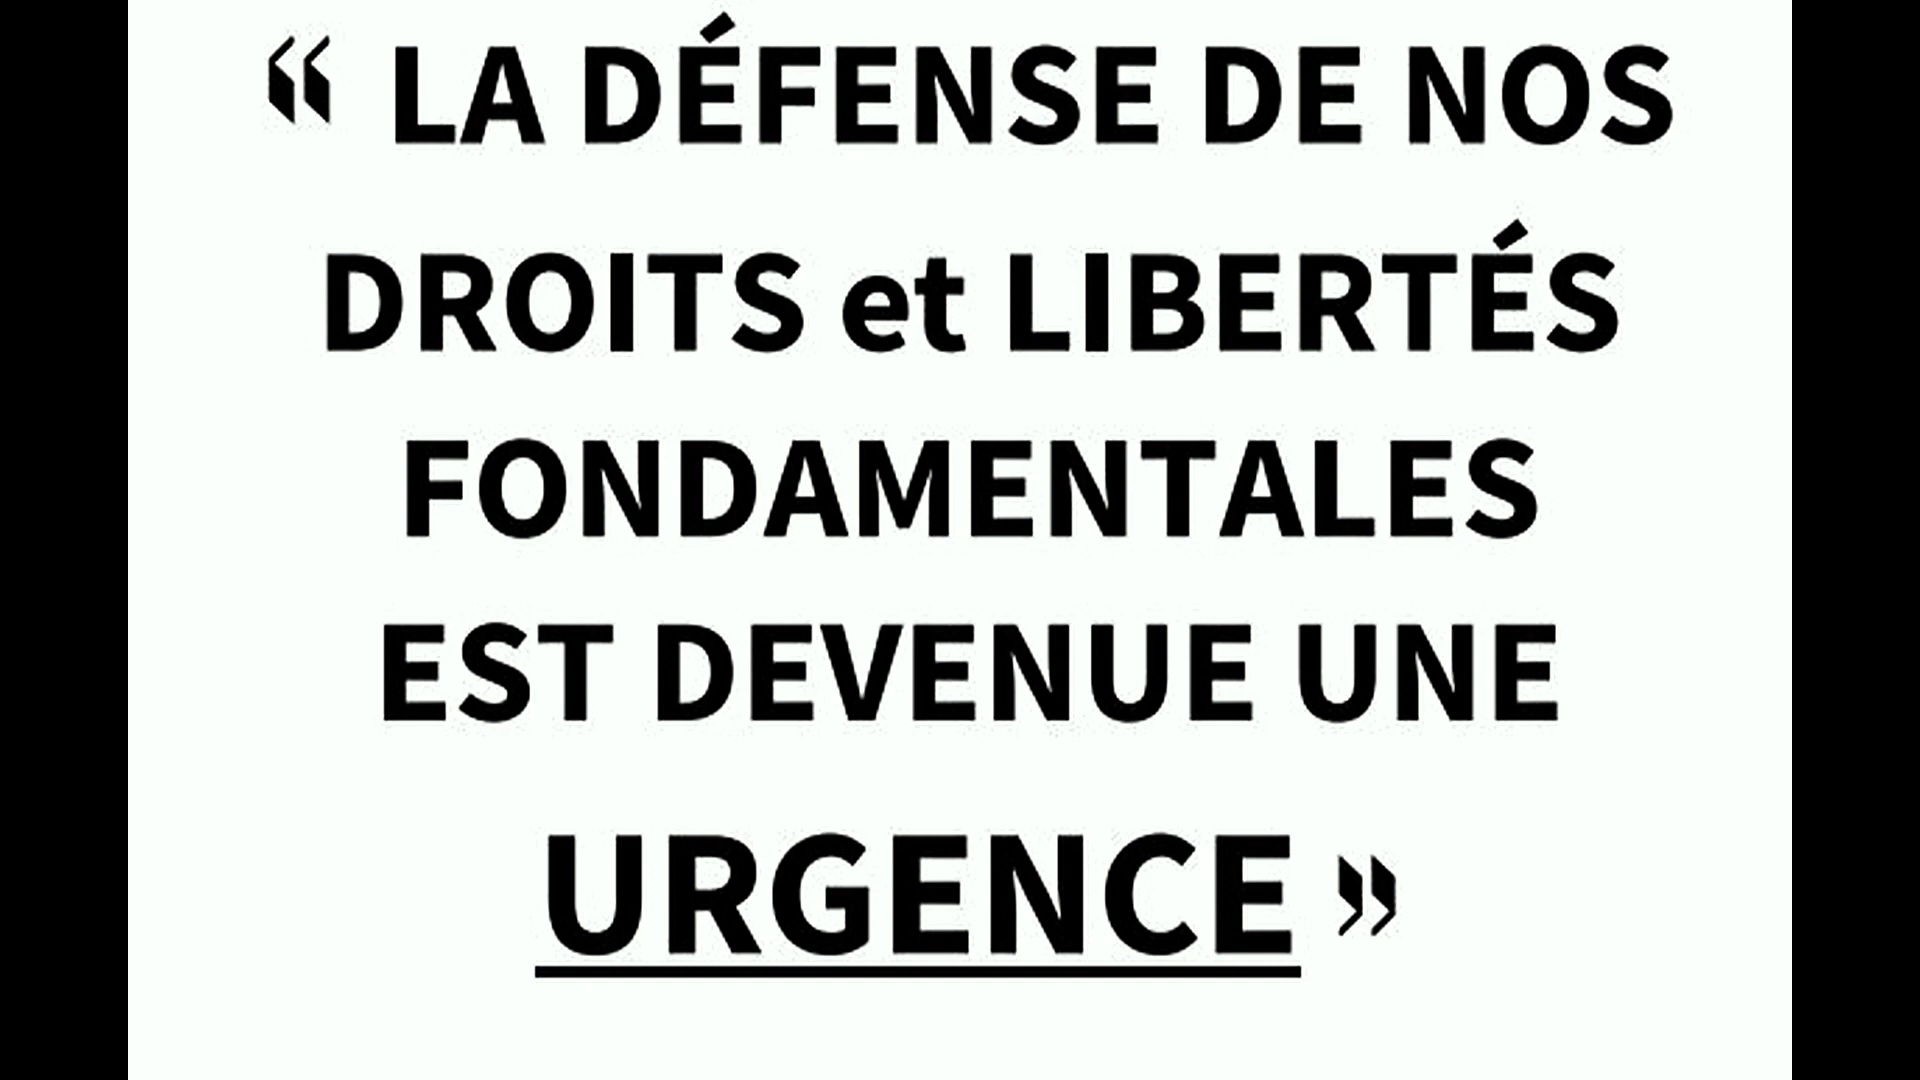 « LA DÉFENSE DE NOS
DROITS et LIBERTÉS
FONDAMENTALES
EST DEVENUE UNE
URGENCE »